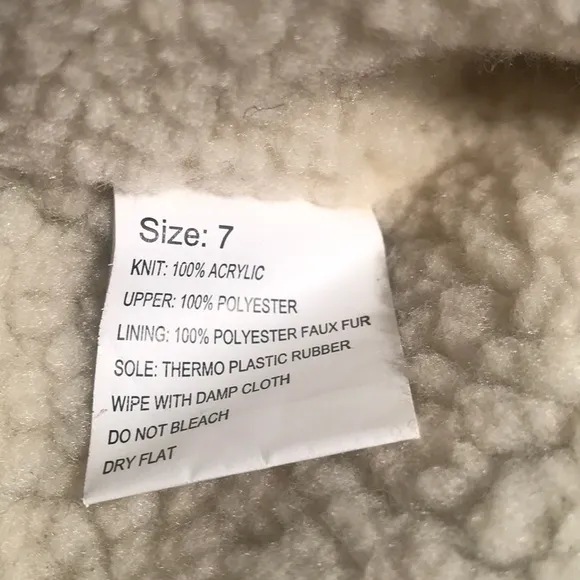 Size: 7
KNIT: 100% ACRYLIC
UPPER: 100% POLYESTER
LINING: 100% POLYESTER FAUX FUR
SOLE: THERMO PLASTIC RUBBER
WIPE WITH DAMP CLOTH
DO NOT BLEACH
DRY FLAT